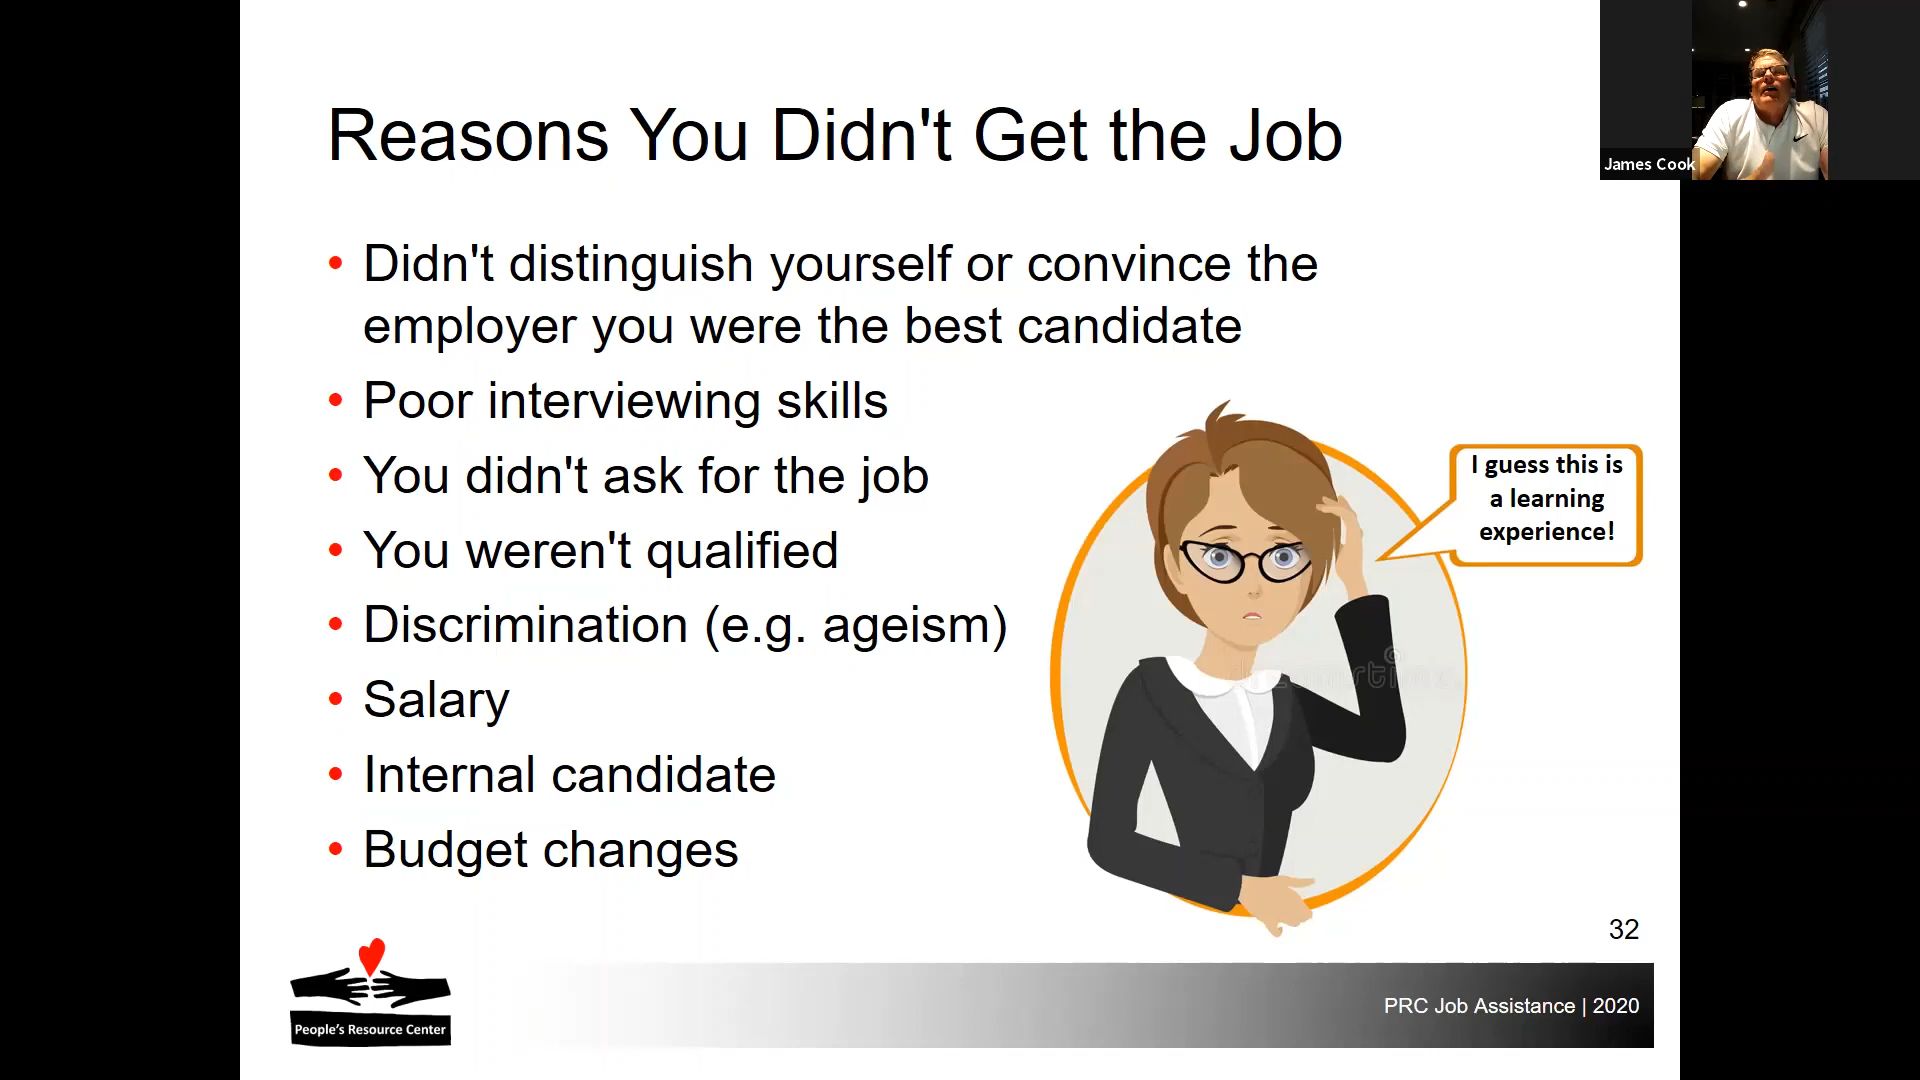 Reasons You Didn't Get the Job
James Cook
• Didn't distinguish yourself or convince the
employer you were the best candidate
• Poor interviewing skills
• You didn't ask for the job
• You weren't qualified
• Discrimination (e.g. ageism)
• Salary
• Internal candidate
• Budget changes
I guess this is
a learning
experience!
32
People's Resource Center
PRC Job Assistance | 2020